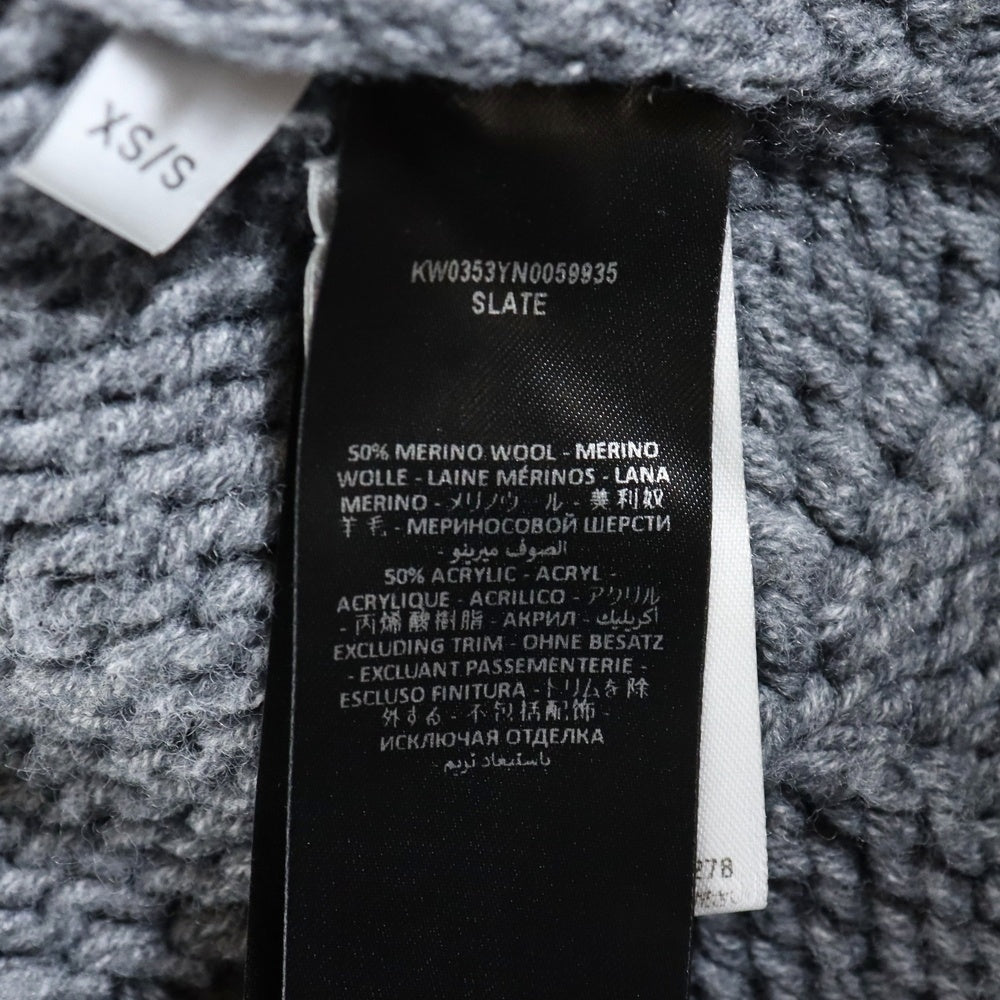 XS/S
KW0353YN0059935
SLATE
50% MERINO WOOL - MERINO
WOLLE - LAINE MÉRINOS - LANA
MERINO - メリノウール - 美利奴
羊毛 - МЕРИНОСОВОЙ ШЕРСТИ
- الصوف ميرينو
50% ACRYLIC - ACRYL -
ACRYLIQUE - ACRILICO - アクリル
- 丙烯酸樹脂 - АКРИЛ - اكريليك
EXCLUDING TRIM - OHNE BESATZ
- EXCLUANT PASSEMENTERIE -
ESCLUSO FINITURA - トリムを除
外する - 不包括配飾 -
ИСКЛЮЧАЯ ОТДЕЛКА
باستبعاد تريم
278